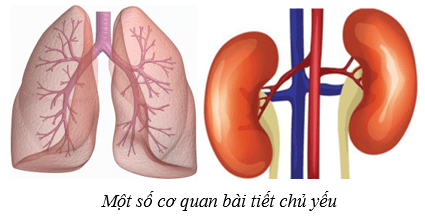 Một số cơ quan bài tiết chủ yếu